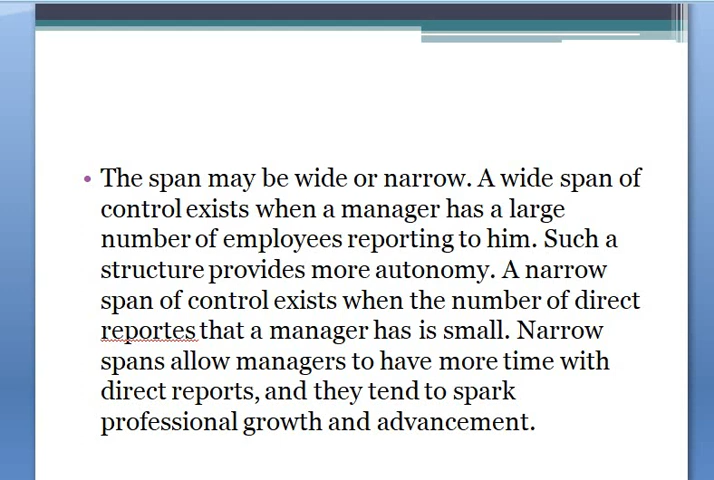 • The span may be wide or narrow. A wide span of
control exists when a manager has a large
number of employees reporting to him. Such a
structure provides more autonomy. A narrow
span of control exists when the number of direct
reportes that a manager has is small. Narrow
spans allow managers to have more time with
direct reports, and they tend to spark
professional growth and advancement.